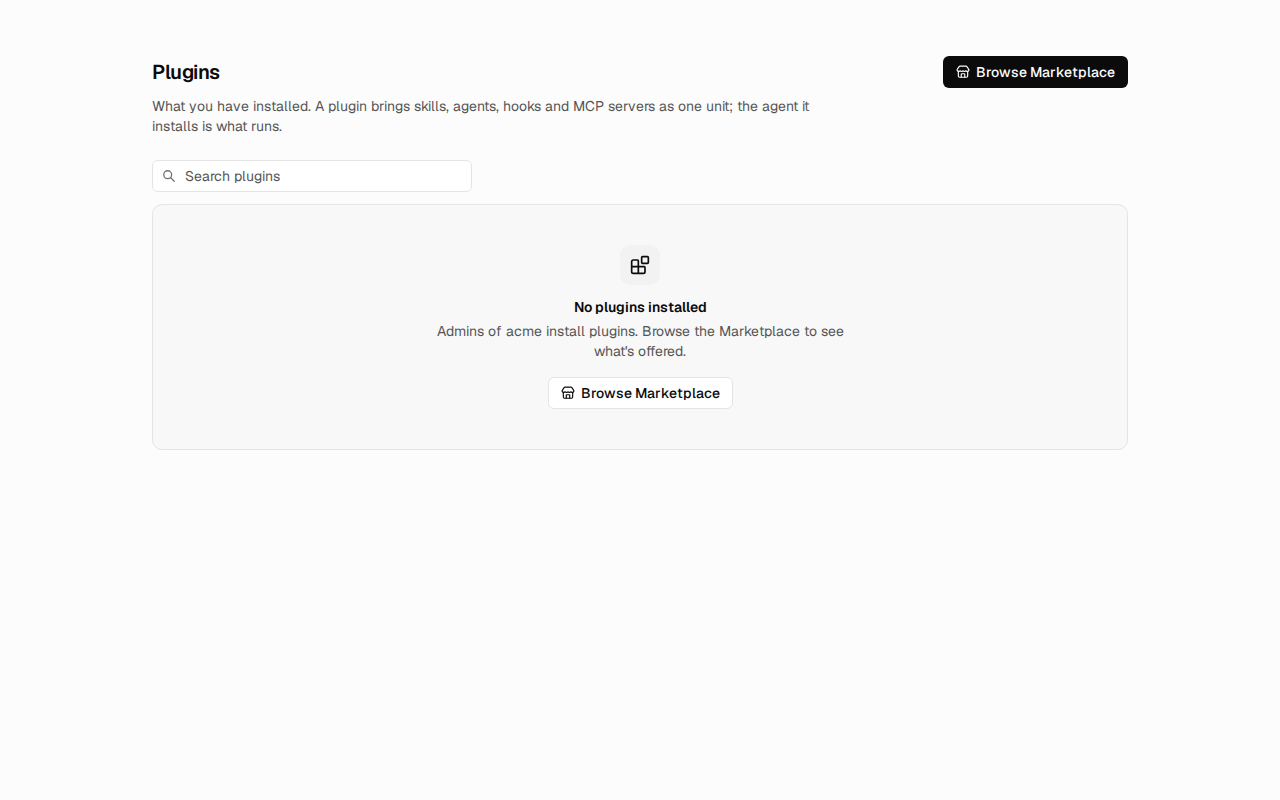 Plugins
Browse Marketplace
What you have installed. A plugin brings skills, agents, hooks and MCP servers as one unit; the agent it
installs is what runs.
Search plugins
No plugins installed
Admins of acme install plugins. Browse the Marketplace to see
what's offered.
Browse Marketplace